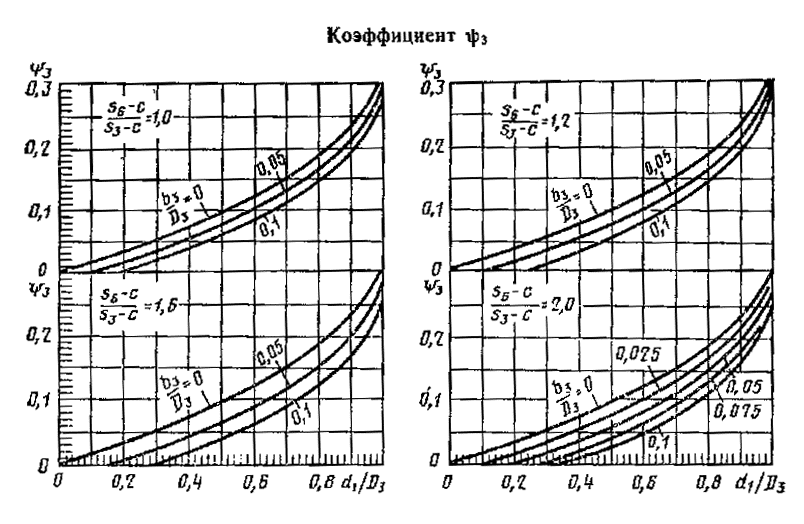 Коэффициент ψ₃
ψ₃
0,3
0,2
0,1
0
(s_Б−c)/(s₃−c)=1,0
b₃/D₃=0
0,05
0,1
ψ₃
0,3
0,2
0,1
0
(s_Б−c)/(s₃−c)=1,2
b₃/D₃=0
0,05
0,1
ψ₃
0,2
0,1
0
(s_Б−c)/(s₃−c)=1,6
b₃/D₃=0
0,05
0,1
0 0,2 0,4 0,6 0,8 d₁/D₃
ψ₃
0,2
0,1
0
(s_Б−c)/(s₃−c)=2,0
b₃/D₃=0
0,025
0,05
0,075
0,1
0 0,2 0,4 0,6 0,8 d₁/D₃